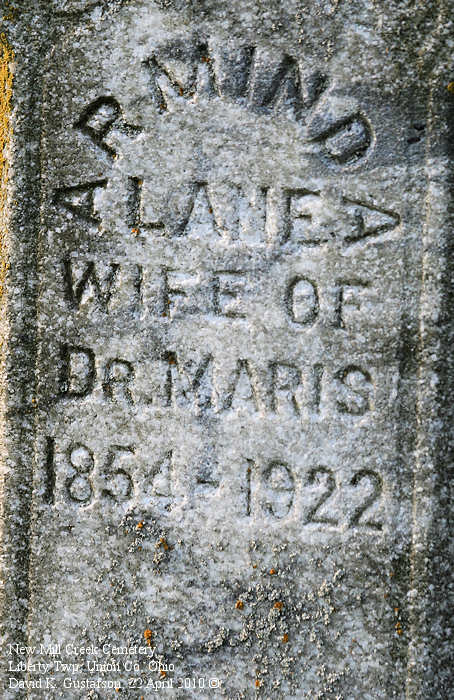 ARMINDA
LANE
WIFE OF
DR. MARIS
1854 - 1922
New Mill Creek Cemetery
Liberty Twp, Union Co, Ohio
David K. Gustafson, 22 April 2010 ©